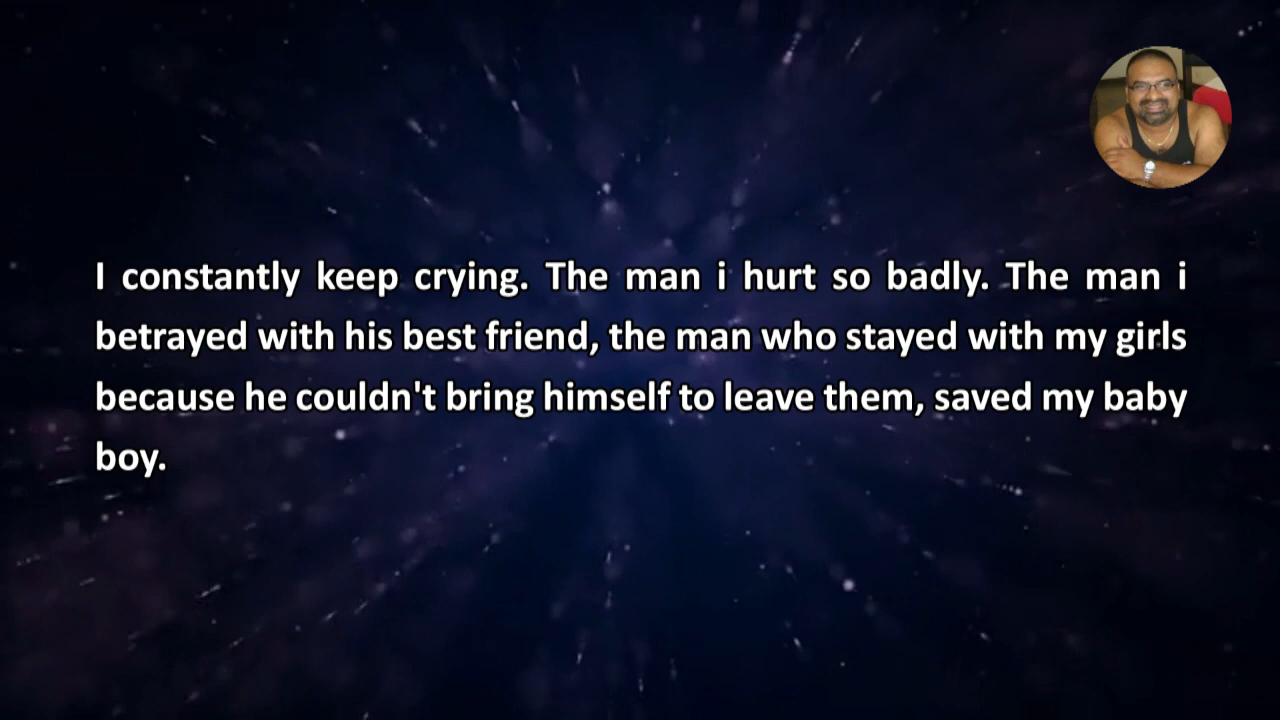 I constantly keep crying. The man i hurt so badly. The man i
betrayed with his best friend, the man who stayed with my girls
because he couldn't bring himself to leave them, saved my baby
boy.